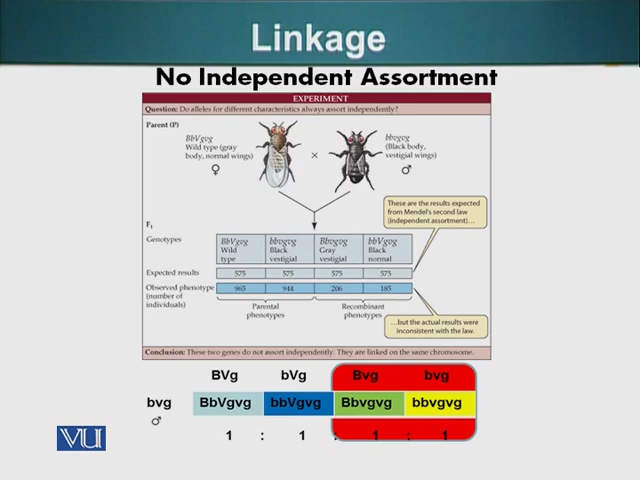 Linkage
No Independent Assortment
EXPERIMENT
Question: Do alleles for different characteristics always assort independently?
Parent (P)
BbVgvg
Wild type (gray
body, normal wings)
♀
×
bbvgvg
(Black body,
vestigial wings)
♂
These are the results expected
from Mendel's second law
(independent assortment)…
F1
Genotypes
BbVgvg
Wild
type
bbvgvg
Black
vestigial
Bbvgvg
Gray
vestigial
bbVgvg
Black
normal
Expected results
575 575 575 575
Observed phenotype
(number of
individuals)
965 944 206 185
Parental
phenotypes
Recombinant
phenotypes
…but the actual results were
inconsistent with the law.
Conclusion: These two genes do not assort independently. They are linked on the same chromosome.
BVg bVg Bvg bvg
bvg
♂
BbVgvg bbVgvg Bbvgvg bbvgvg
1 : 1 : 1 : 1
VU